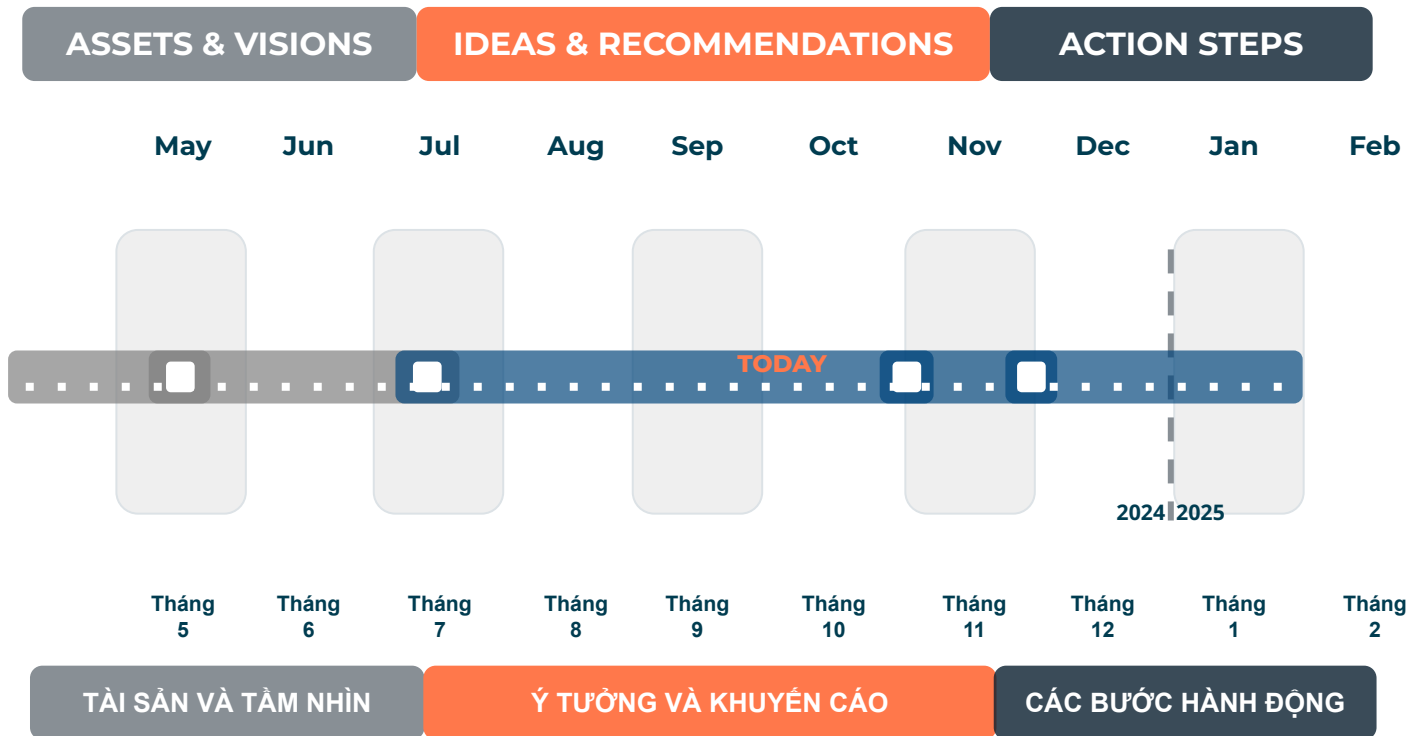 ASSETS & VISIONS IDEAS & RECOMMENDATIONS ACTION STEPS
May Jun Jul Aug Sep Oct Nov Dec Jan Feb
TODAY
2024 2025
Tháng Tháng Tháng Tháng Tháng Tháng Tháng Tháng Tháng Tháng
5 6 7 8 9 10 11 12 1 2
TÀI SẢN VÀ TẦM NHÌN Ý TƯỞNG VÀ KHUYẾN CÁO CÁC BƯỚC HÀNH ĐỘNG